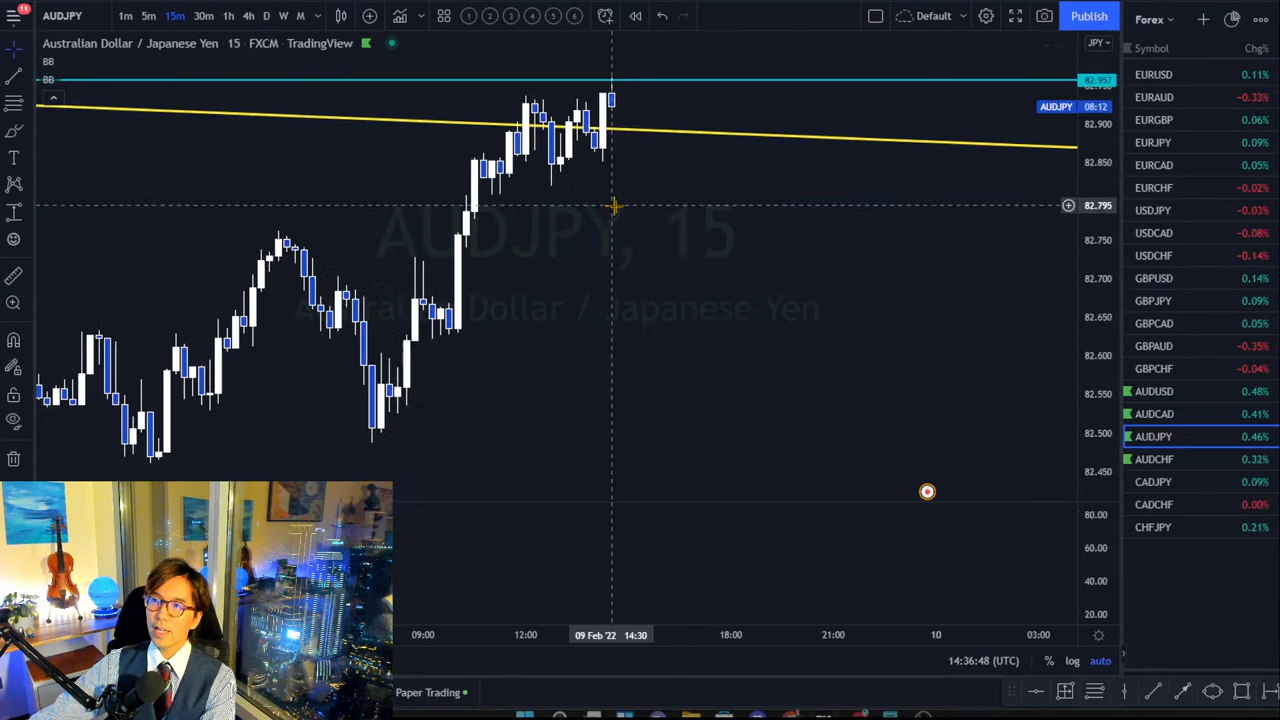 11
AUDJPY
1m 5m 15m 30m 1h 4h D W M
1 2 3 4 5 6
Default
Publish
Australian Dollar / Japanese Yen · 15 · FXCM · TradingView
JPY
BB
BB
82.957
AUDJPY 08:12
82.900
82.850
82.795
82.750
82.700
82.650
82.600
82.550
82.500
82.450
80.00
60.00
40.00
20.00
AUDJPY, 15
Australian Dollar / Japanese Yen
09:00 12:00 09 Feb '22 14:30 18:00 21:00 10 03:00
14:36:48 (UTC) % log auto
Paper Trading
Forex
Symbol Chg%
EURUSD 0.11%
EURAUD −0.33%
EURGBP 0.06%
EURJPY 0.09%
EURCAD 0.05%
EURCHF −0.02%
USDJPY −0.03%
USDCAD −0.08%
USDCHF −0.14%
GBPUSD 0.14%
GBPJPY 0.09%
GBPCAD 0.05%
GBPAUD −0.35%
GBPCHF −0.04%
AUDUSD 0.48%
AUDCAD 0.41%
AUDJPY 0.46%
AUDCHF 0.32%
CADJPY 0.09%
CADCHF 0.00%
CHFJPY 0.21%